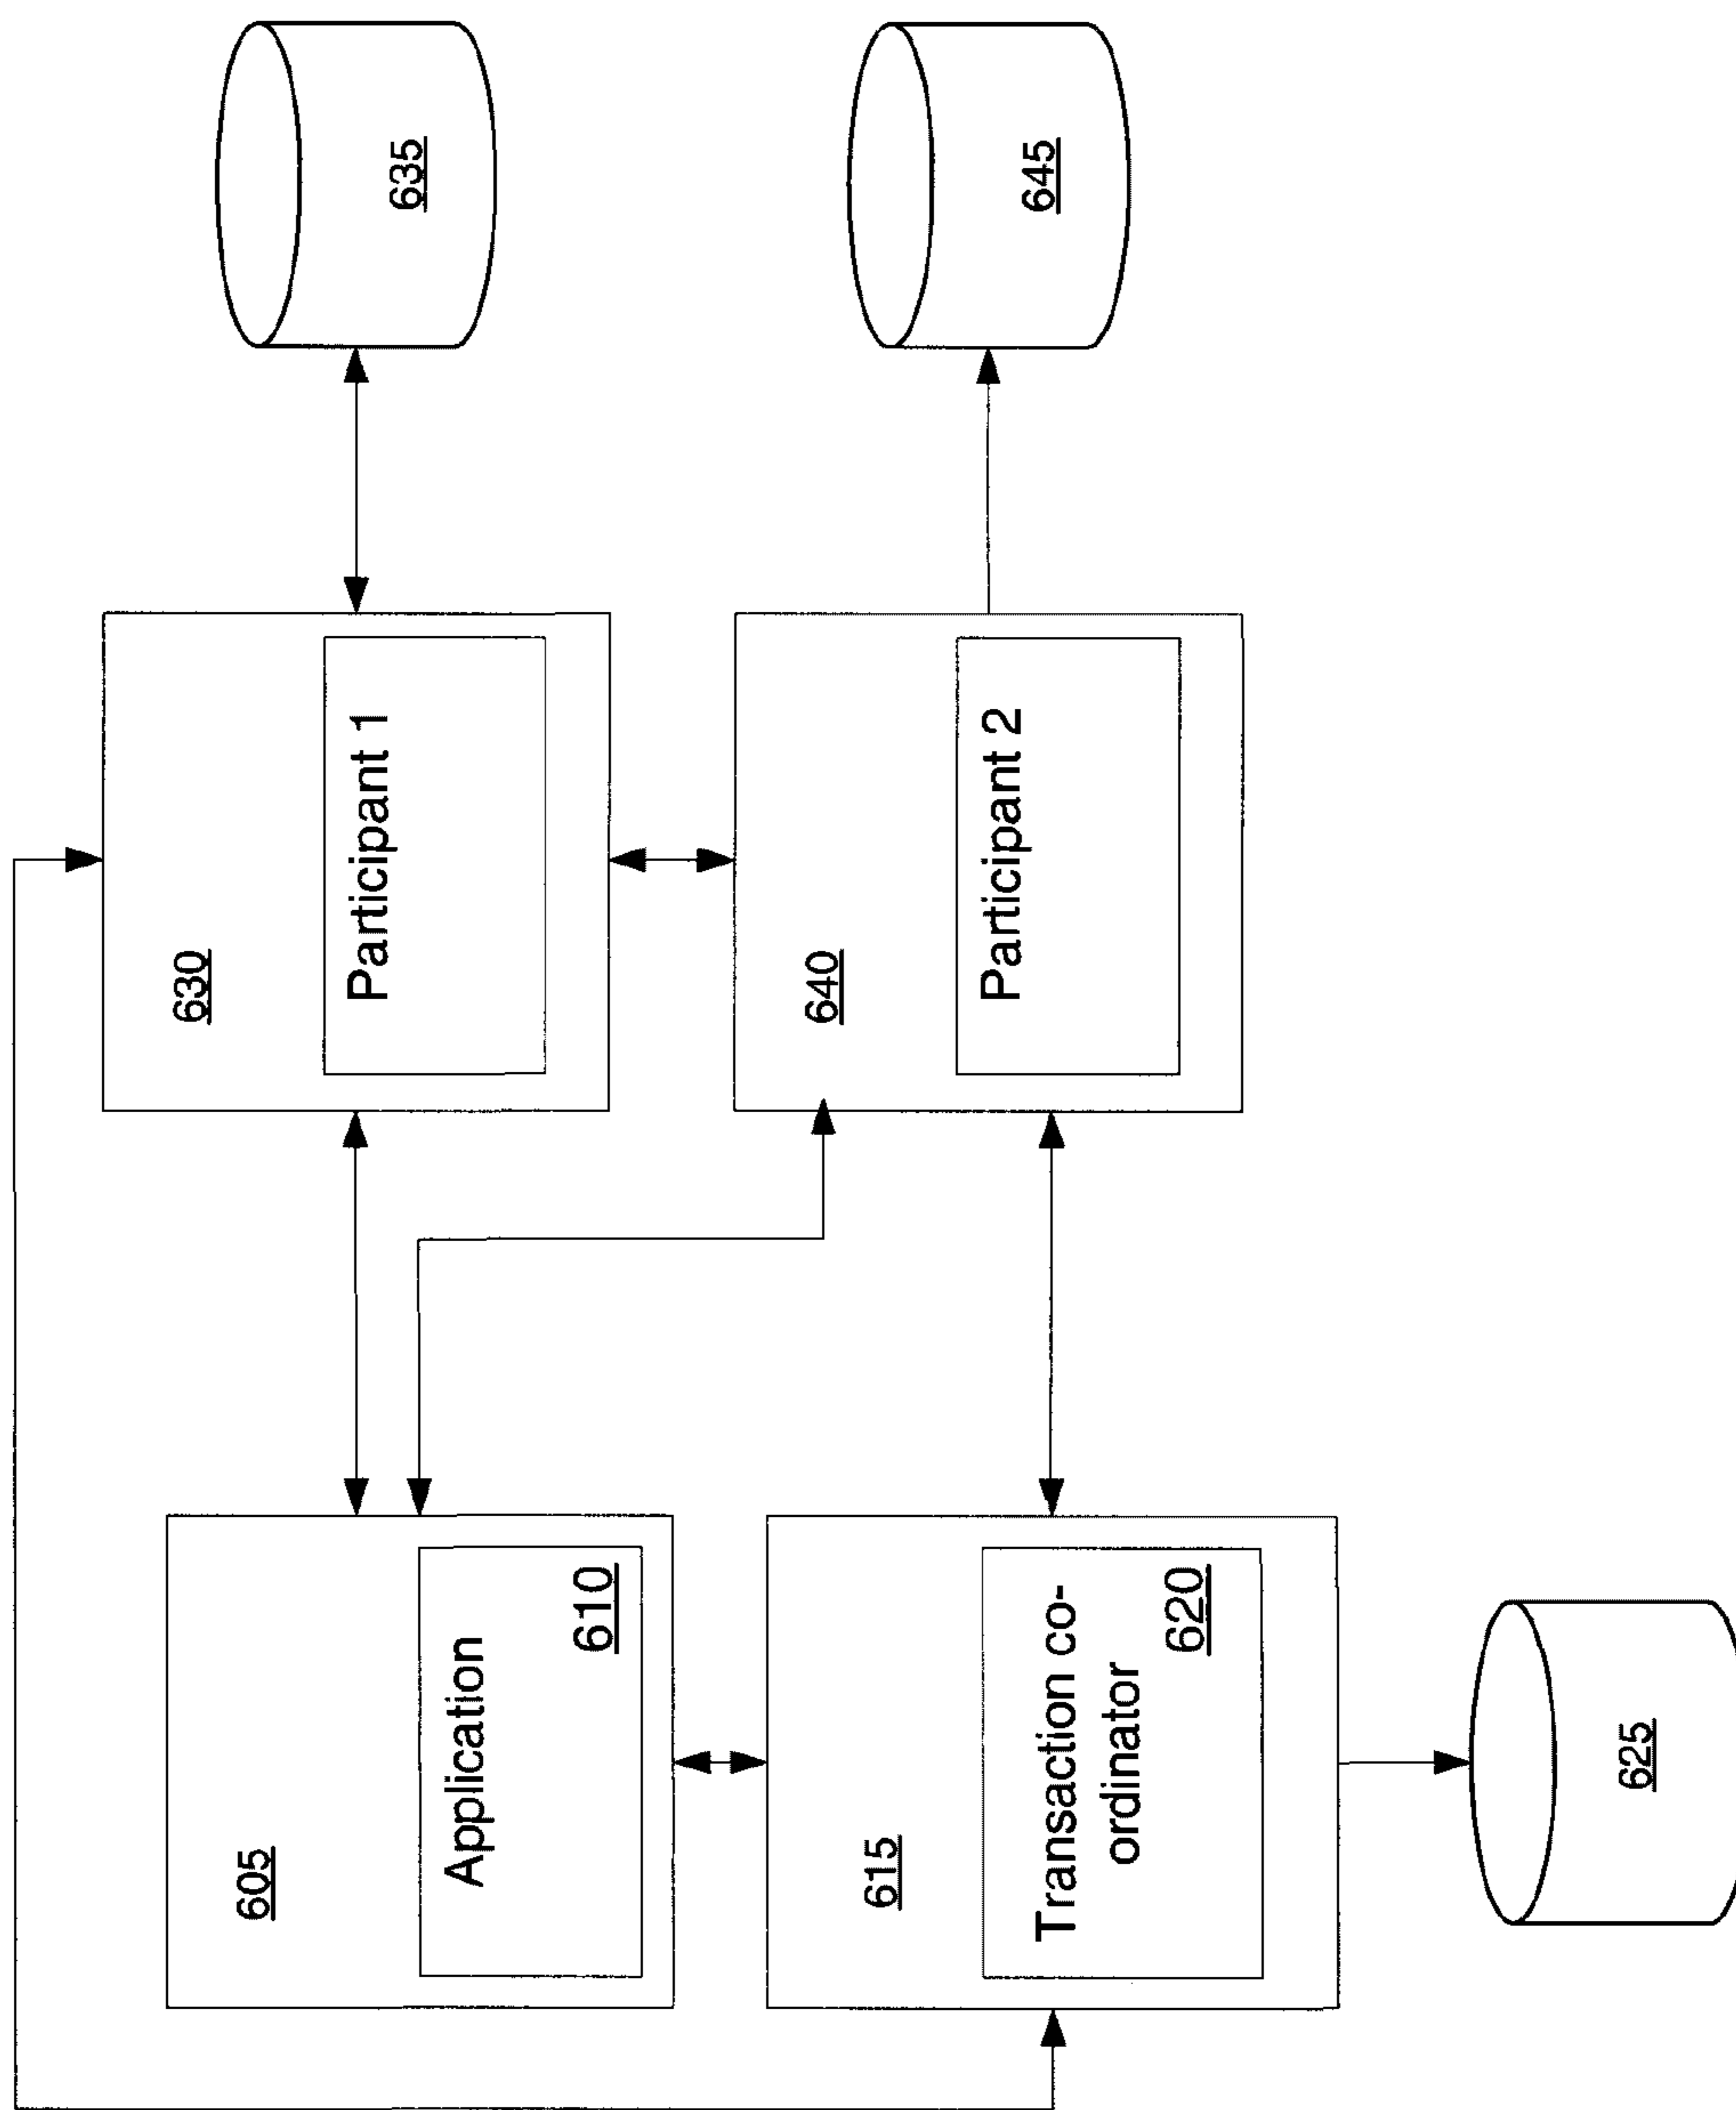 605
Application
610
630
Participant 1
635
615
Transaction co-
ordinator
620
640
Participant 2
645
625